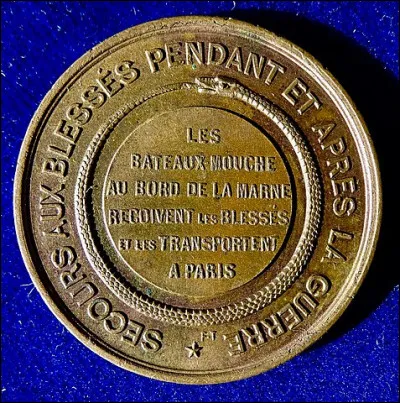 SECOURS AUX BLESSÉS PENDANT ET APRÈS LA GUERRE.
LES
BATEAUX-MOUCHE
AU BORD DE LA MARNE
REÇOIVENT LES BLESSÉS
ET LES TRANSPORTENT
A PARIS
FT